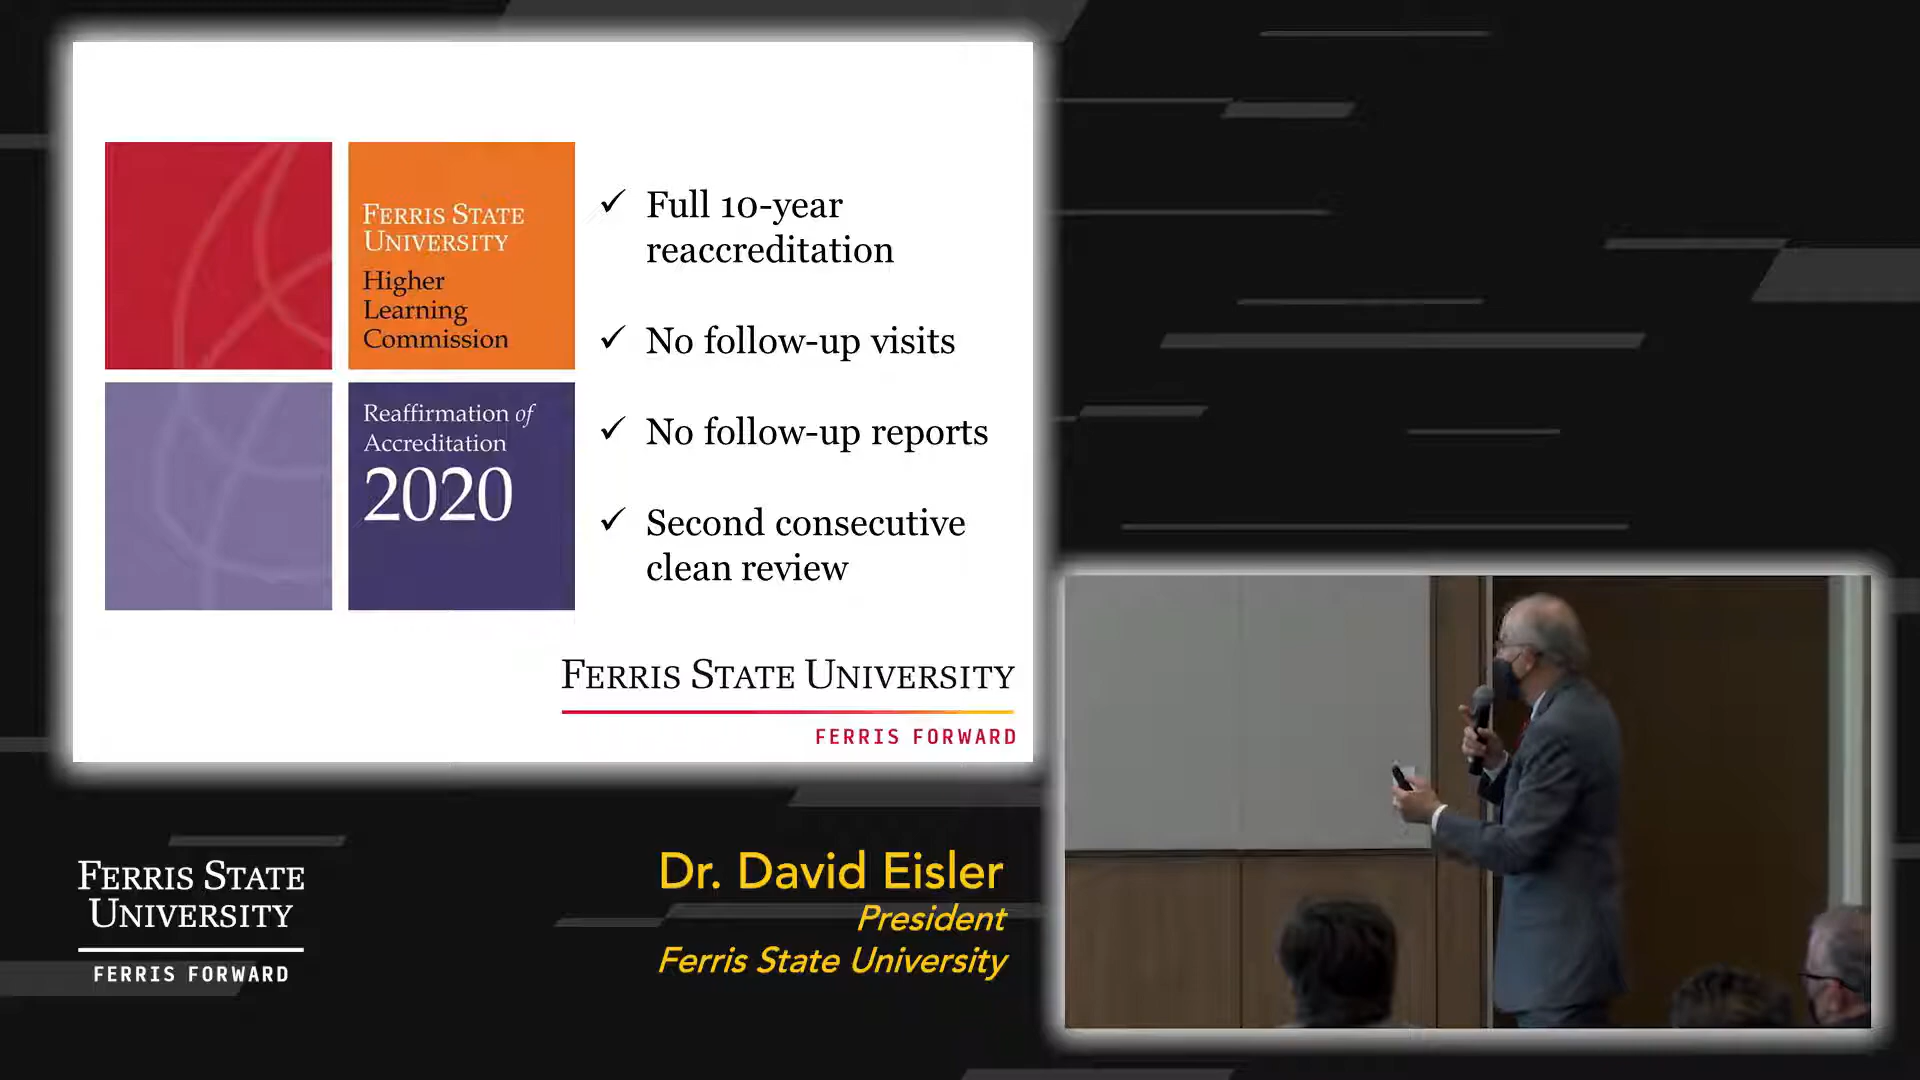 FERRIS STATE
UNIVERSITY
Higher
Learning
Commission
Reaffirmation of
Accreditation
2020
✓ Full 10-year
reaccreditation
✓ No follow-up visits
✓ No follow-up reports
✓ Second consecutive
clean review
FERRIS STATE UNIVERSITY
FERRIS FORWARD
FERRIS STATE
UNIVERSITY
FERRIS FORWARD
Dr. David Eisler
President
Ferris State University